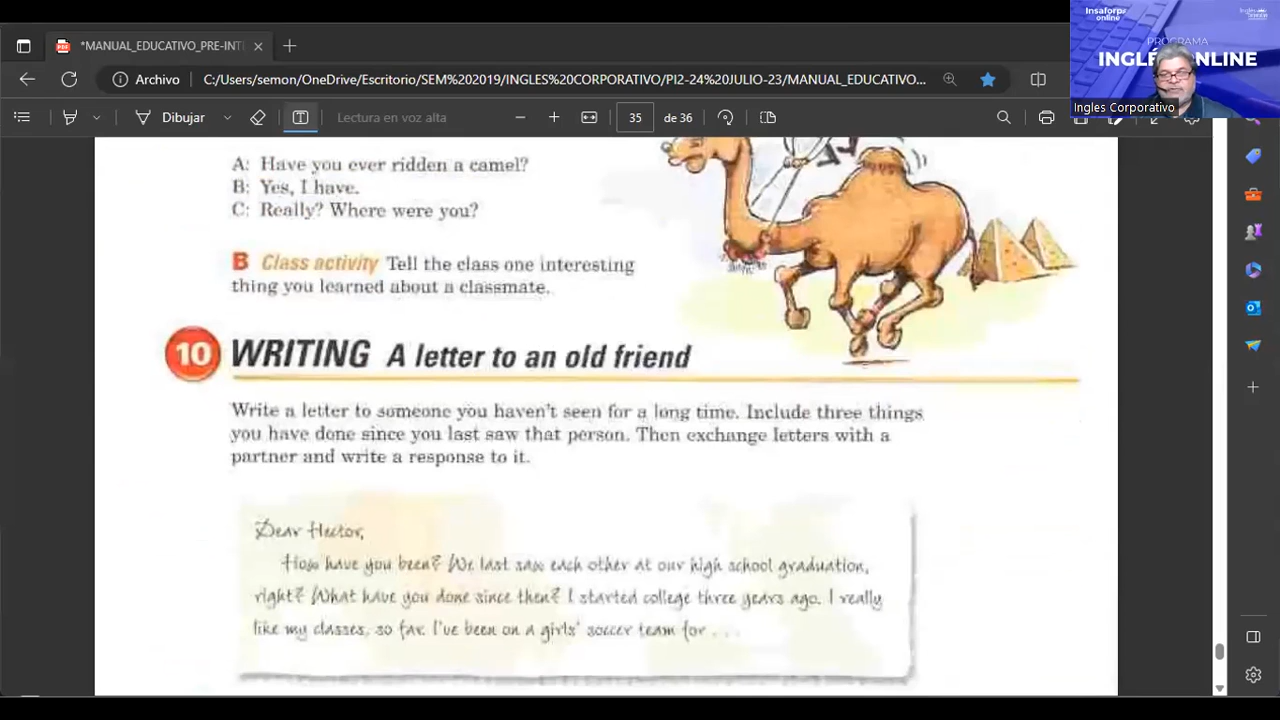 Insaforp
online
PROGRAMA
INGLÉS ONLINE
Ingles Corporativo
*MANUAL_EDUCATIVO_PRE-INTE
Archivo
C:/Users/semon/OneDrive/Escritorio/SEM%202019/INGLES%20CORPORATIVO/PI2-24%20JULIO-23/MANUAL_EDUCATIVO...
Dibujar
Lectura en voz alta
35
de 36
A: Have you ever ridden a camel?
B: Yes, I have.
C: Really? Where were you?
B Class activity Tell the class one interesting
thing you learned about a classmate.
10 WRITING A letter to an old friend
Write a letter to someone you haven't seen for a long time. Include three things
you have done since you last saw that person. Then exchange letters with a
partner and write a response to it.
Dear Hector,
How have you been? We last saw each other at our high school graduation,
right? What have you done since then? I started college three years ago. I really
like my classes, so far. I've been on a girls' soccer team for . . .